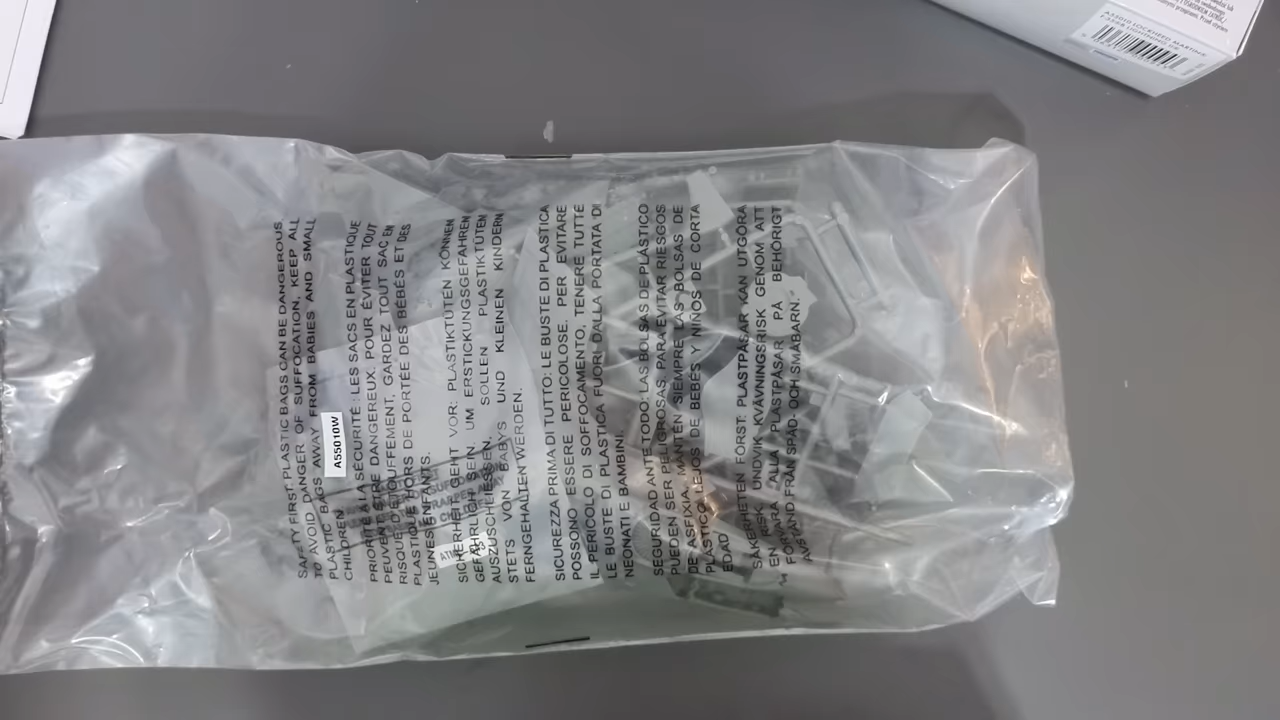 SAFETY FIRST. PLASTIC BAGS CAN BE DANGEROUS
TO AVOID DANGER OF SUFFOCATION, KEEP ALL
PLASTIC BAGS AWAY FROM BABIES AND SMALL
CHILDREN.
PRIORITÉ À LA SÉCURITÉ : LES SACS EN PLASTIQUE
PEUVENT ÊTRE DANGEREUX. POUR ÉVITER TOUT
RISQUE D'ÉTOUFFEMENT, GARDEZ TOUT SAC EN
PLASTIQUE HORS DE PORTÉE DES BÉBÉS ET DES
JEUNES ENFANTS.
SICHERHEIT GEHT VOR: PLASTIKTÜTEN KÖNNEN
GEFÄHRLICH SEIN. UM ERSTICKUNGSGEFAHREN
AUSZUSCHLIESSEN, SOLLEN PLASTIKTÜTEN
STETS VON BABYS UND KLEINEN KINDERN
FERNGEHALTEN WERDEN.
SICUREZZA PRIMA DI TUTTO: LE BUSTE DI PLASTICA
POSSONO ESSERE PERICOLOSE. PER EVITARE
IL PERICOLO DI SOFFOCAMENTO, TENERE TUTTE
LE BUSTE DI PLASTICA FUORI DALLA PORTATA DI
NEONATI E BAMBINI.
SEGURIDAD ANTE TODO: LAS BOLSAS DE PLÁSTICO
PUEDEN SER PELIGROSAS. PARA EVITAR RIESGOS
DE ASFIXIA, MANTÉN SIEMPRE LAS BOLSAS DE
PLÁSTICO LEJOS DE BEBÉS Y NIÑOS DE CORTA
EDAD
SÄKERHETEN FÖRST: PLASTPÅSAR KAN UTGÖRA
EN RISK. UNDVIK KVÄVNINGSRISK GENOM ATT
FÖRVARA ALLA PLASTPÅSAR PÅ BEHÖRIGT
AVSTÅND FRÅN SPÄD- OCH SMÅBARN.
A55010W
A55010 LOCKHEED MARTIN
F-35B LIGHTNING II